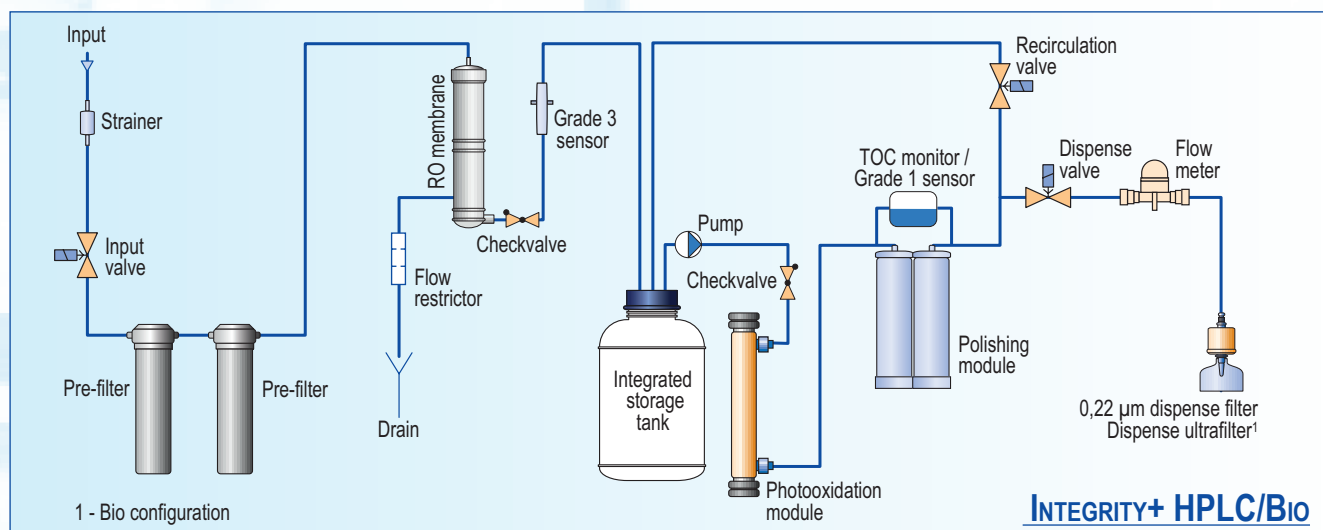 Input
Strainer
Input
valve
Pre-filter
Pre-filter
RO membrane
Flow
restrictor
Drain
Checkvalve
Grade 3
sensor
Integrated
storage
tank
Pump
Checkvalve
Photooxidation
module
TOC monitor /
Grade 1 sensor
Polishing
module
Recirculation
valve
Dispense
valve
Flow
meter
0,22 µm dispense filter
Dispense ultrafilter¹
1 - Bio configuration
INTEGRITY+ HPLC/BIO